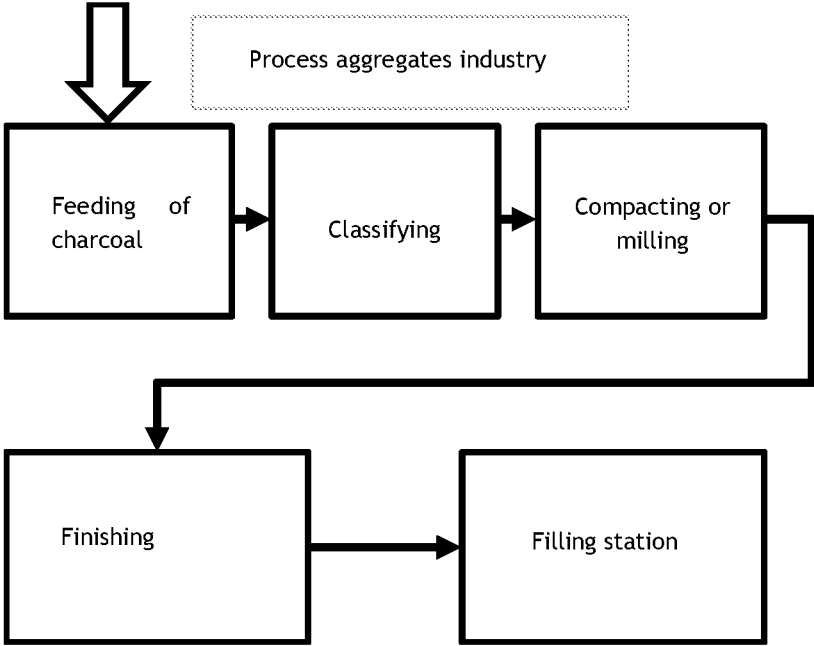 Process aggregates industry
Feeding of
charcoal
Classifying
Compacting or
milling
Finishing
Filling station